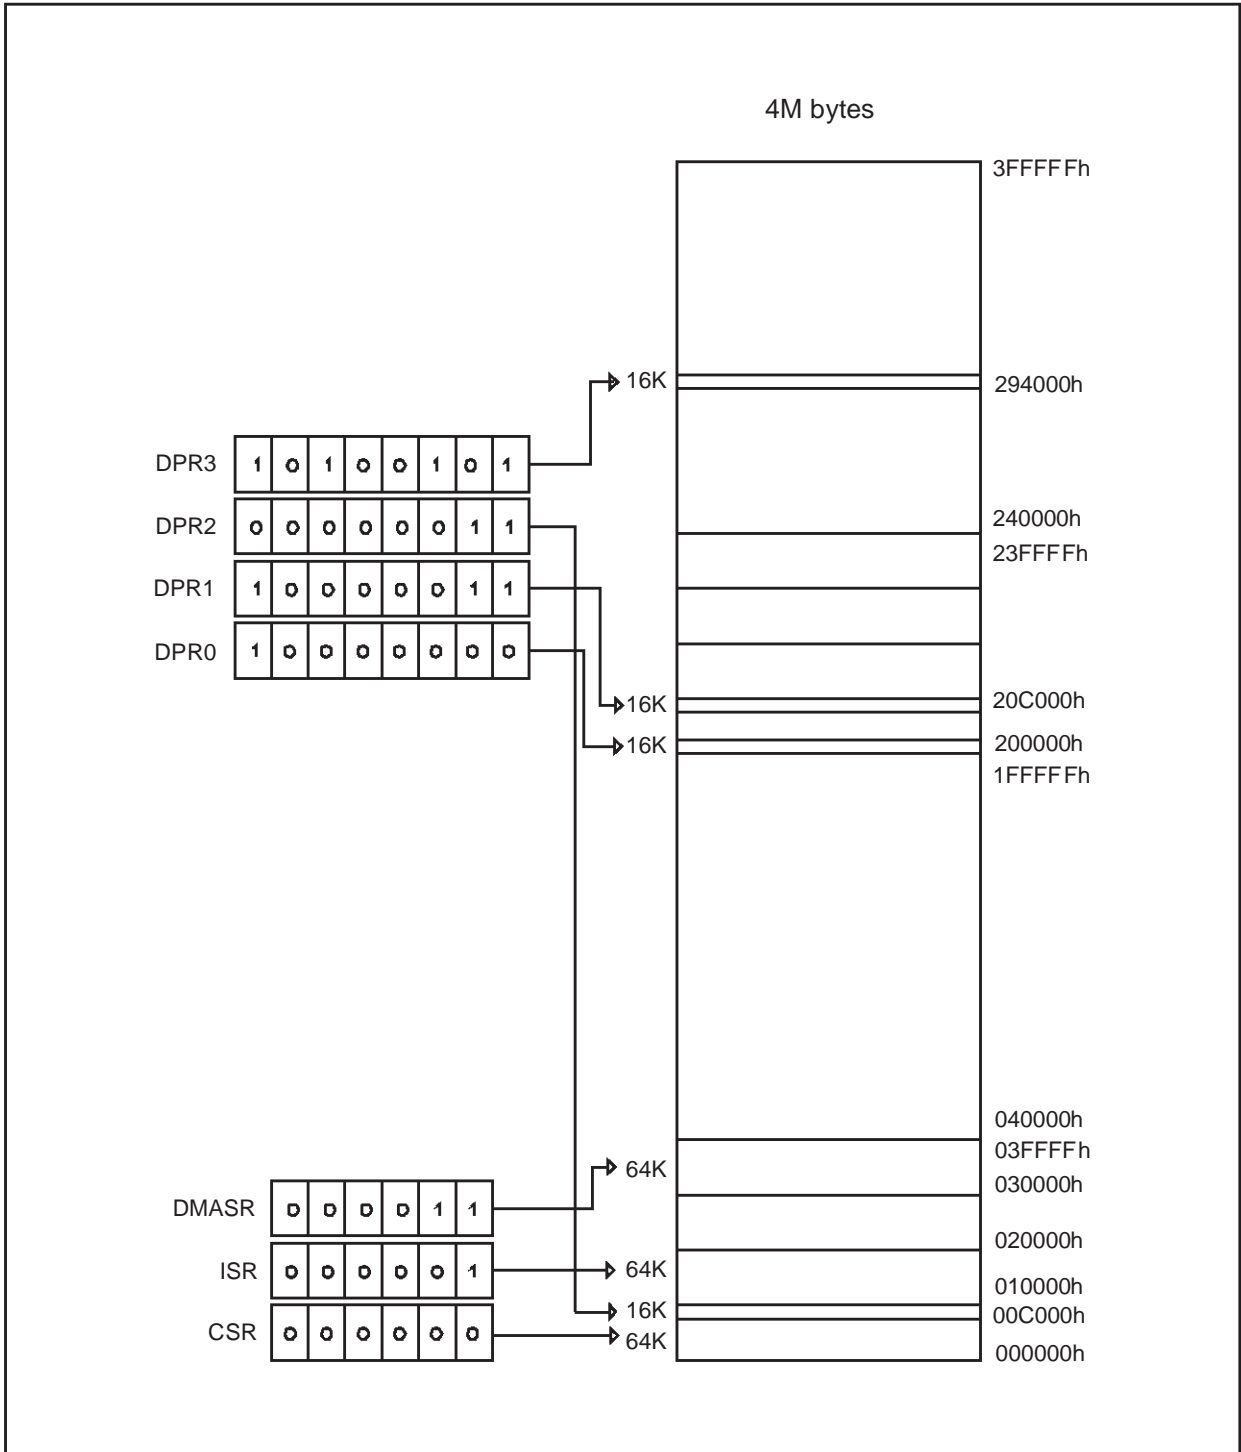 4M bytes
3FFFFFh
16K
294000h
DPR3 1 0 1 0 0 1 0 1
DPR2 0 0 0 0 0 0 1 1
240000h
23FFFFh
DPR1 1 0 0 0 0 0 1 1
DPR0 1 0 0 0 0 0 0 0
16K
20C000h
16K
200000h
1FFFFFh
040000h
03FFFFh
64K
030000h
DMASR 0 0 0 0 1 1
020000h
ISR 0 0 0 0 0 1
64K
010000h
16K
00C000h
CSR 0 0 0 0 0 0
64K
000000h